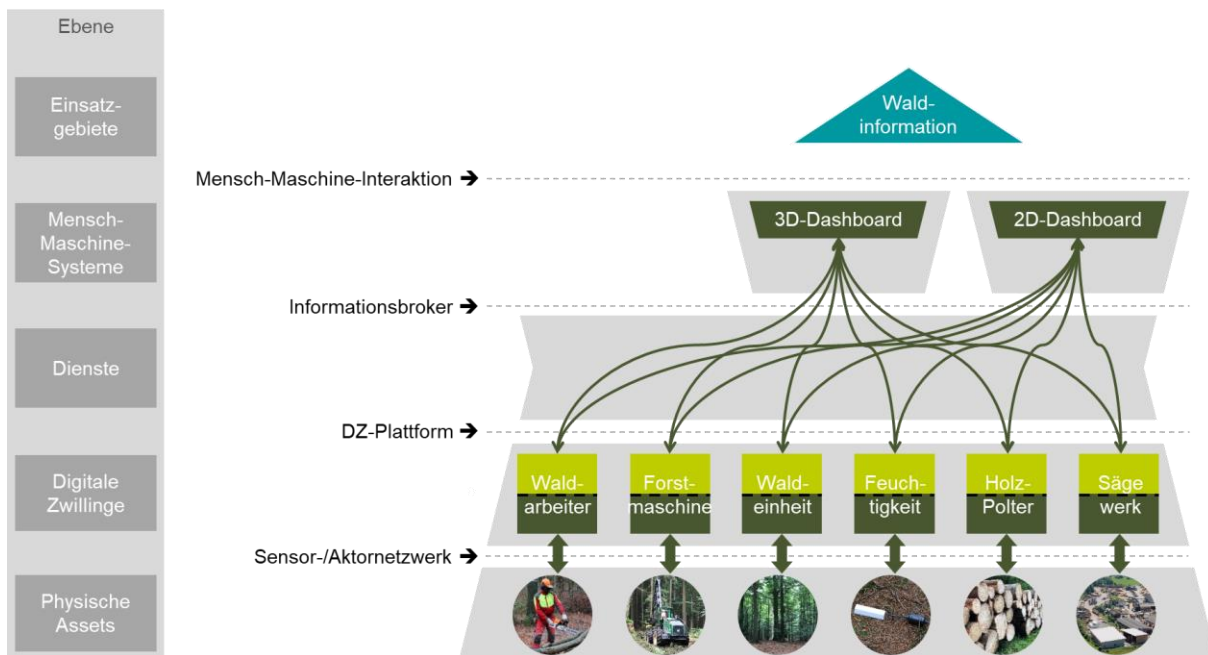 Ebene
Einsatz-
gebiete
Wald-
information
Mensch-Maschine-Interaktion ➔
Mensch-
Maschine-
Systeme
3D-Dashboard
2D-Dashboard
Informationsbroker ➔
Dienste
DZ-Plattform ➔
Digitale
Zwillinge
Wald-
arbeiter
Forst-
maschine
Wald-
einheit
Feuch-
tigkeit
Holz-
Polter
Säge
werk
Sensor-/Aktornetzwerk ➔
Physische
Assets